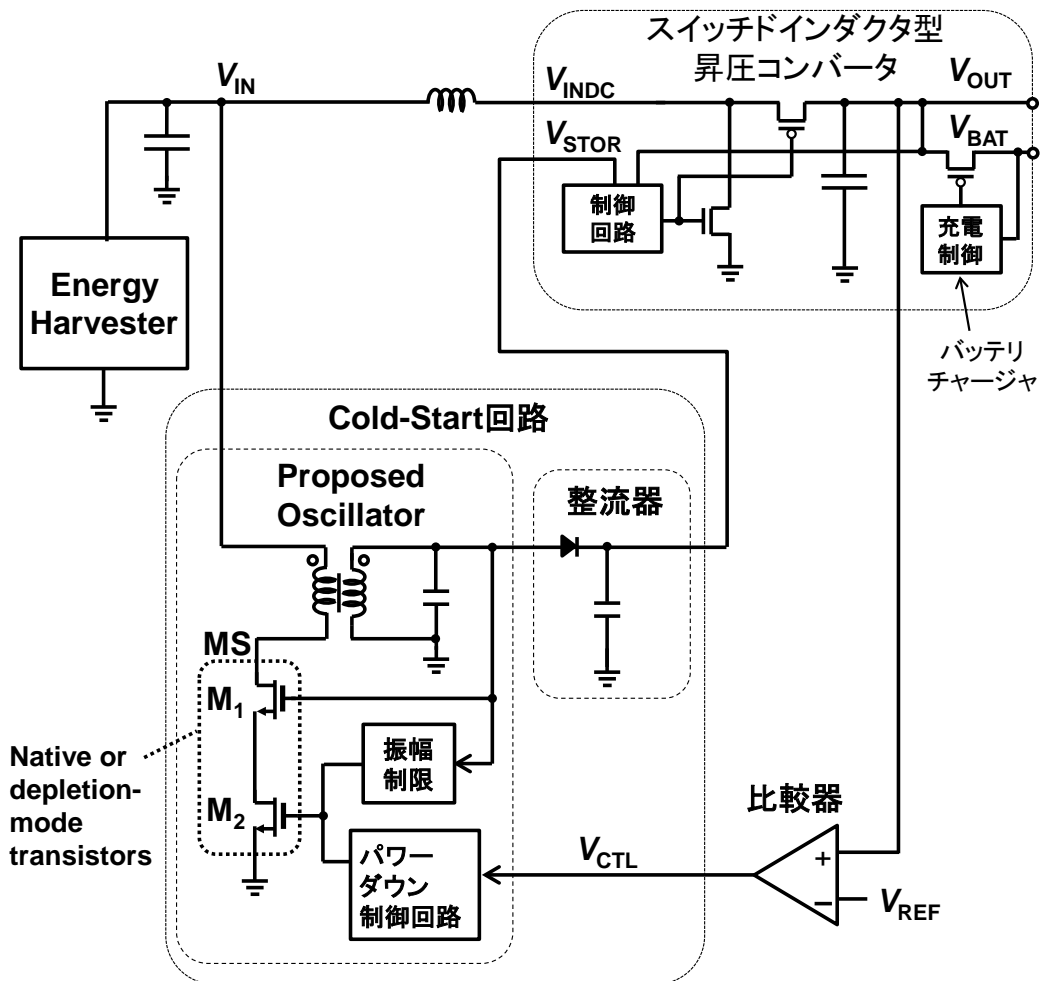 スイッチドインダクタ型
昇圧コンバータ
VIN
VINDC
VOUT
VSTOR
VBAT
制御
回路
充電
制御
Energy
Harvester
バッテリ
チャージャ
Cold-Start回路
Proposed
Oscillator
整流器
MS
M1
振幅
制限
Native or
depletion-
mode
transistors
M2
比較器
パワー
ダウン
制御回路
VCTL
+
−
VREF